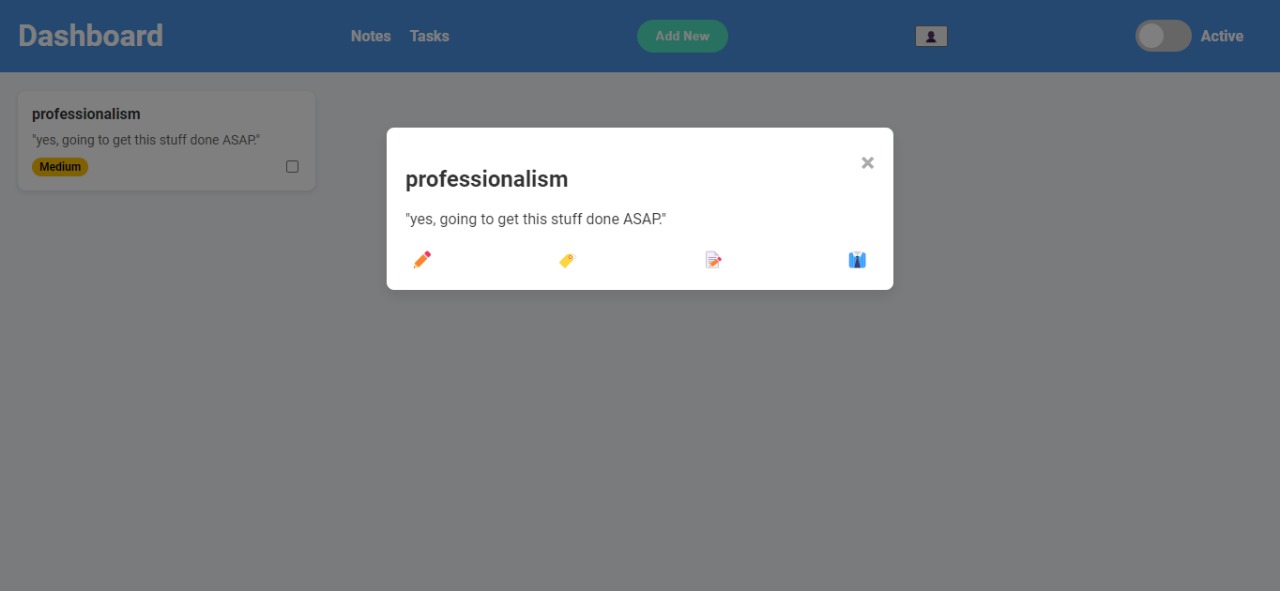 Dashboard
Notes Tasks
Add New
Active
professionalism
"yes, going to get this stuff done ASAP."
Medium
professionalism
"yes, going to get this stuff done ASAP."